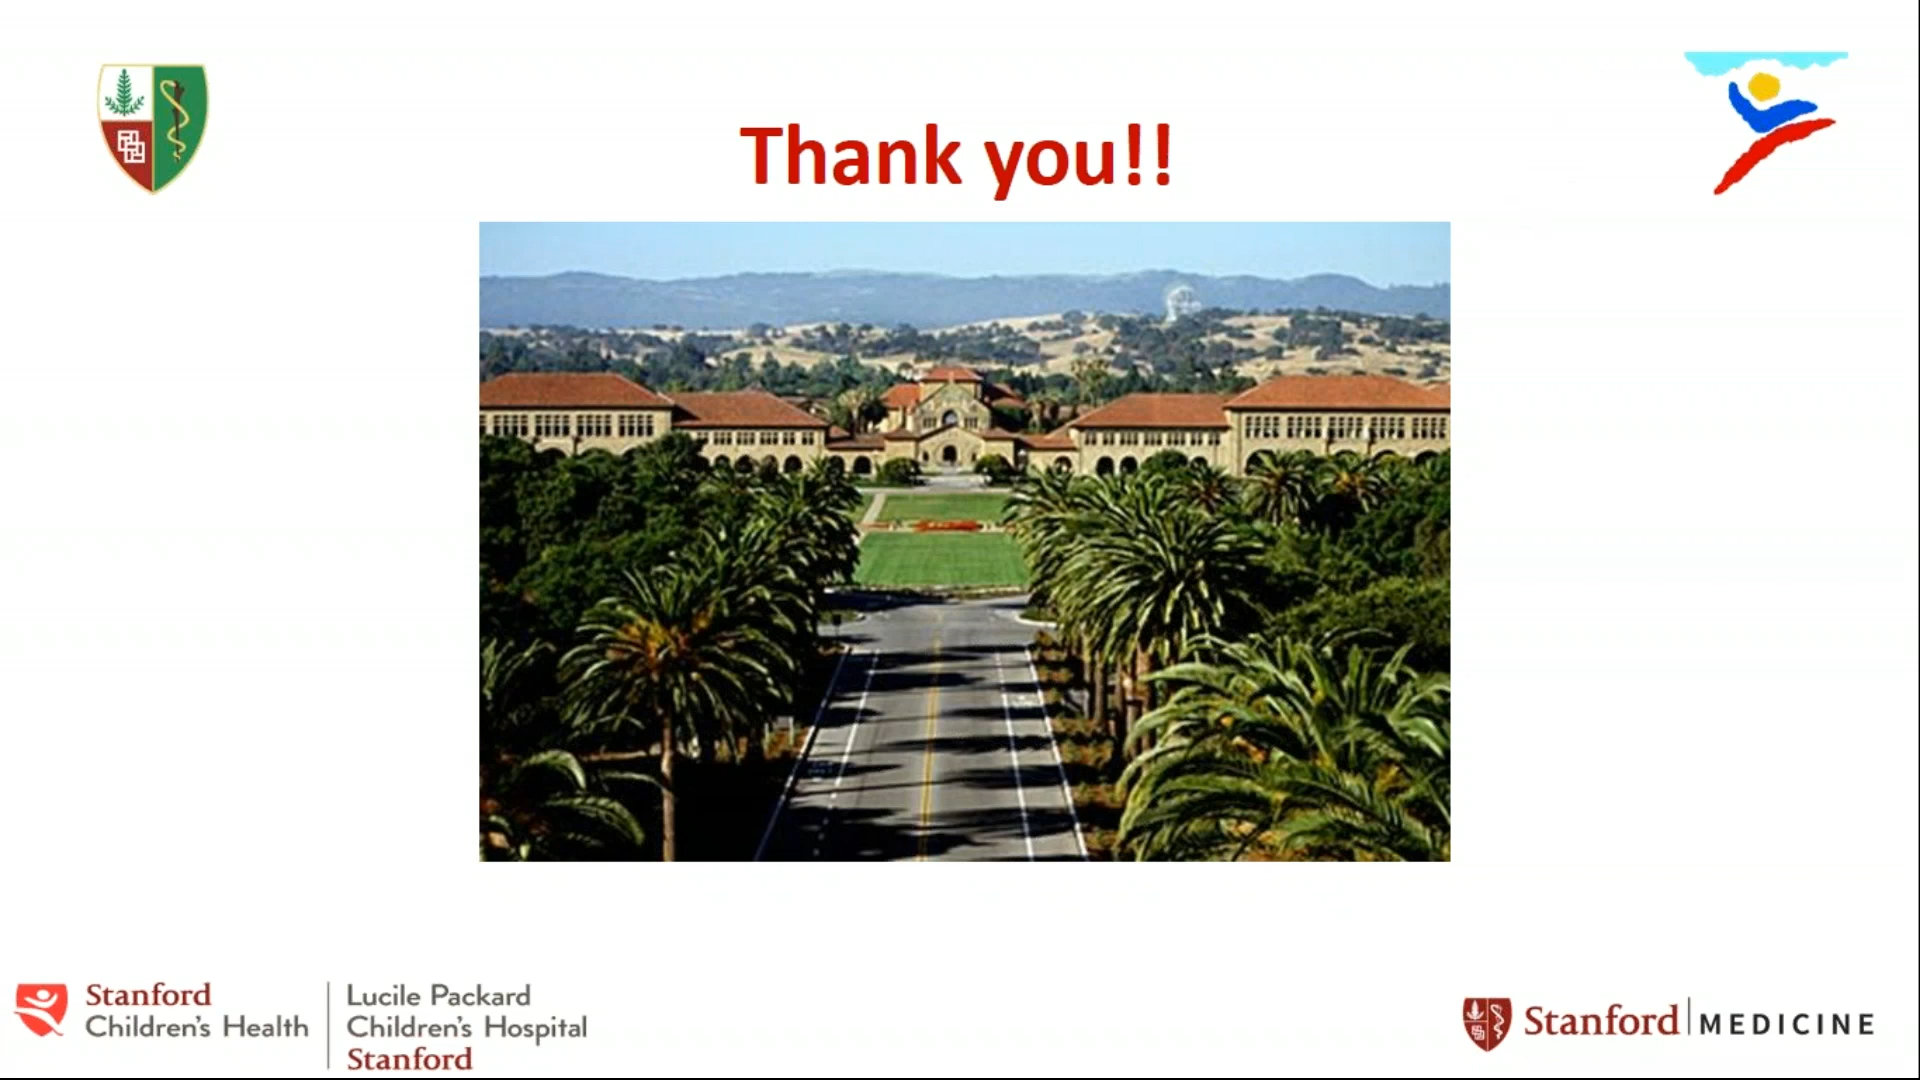 Thank you!!
Stanford
Children's Health
Lucile Packard
Children's Hospital
Stanford
Stanford MEDICINE